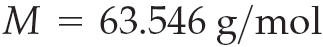 M = 63.546 g/mol